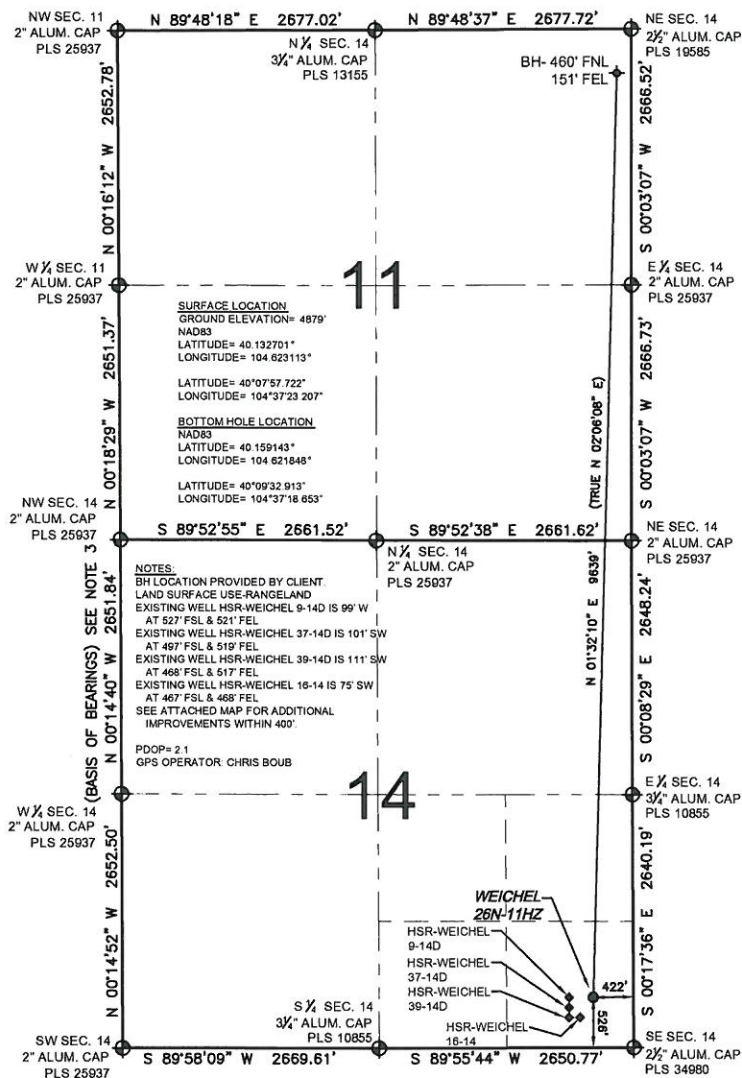 NW SEC. 11
2" ALUM. CAP
PLS 25937
N 89°48'18" E 2677.02'
N 89°48'37" E 2677.72'
NE SEC. 14
2½" ALUM. CAP
PLS 19585
N ¼ SEC. 14
3¼" ALUM. CAP
PLS 13155
BH- 460' FNL
151' FEL
N 00°16'12" W 2652.78'
S 00°03'07" W 2666.52'
W ¼ SEC. 11
2" ALUM. CAP
PLS 25937
11
E ¼ SEC. 14
2" ALUM. CAP
PLS 25937
SURFACE LOCATION
GROUND ELEVATION= 4879'
NAD83
LATITUDE= 40.132701°
LONGITUDE= 104.623113°
LATITUDE= 40°07'57.722"
LONGITUDE= 104°37'23.207"
BOTTOM HOLE LOCATION
NAD83
LATITUDE= 40.159143°
LONGITUDE= 104.621848°
LATITUDE= 40°09'32.913"
LONGITUDE= 104°37'18.653"
N 00°18'29" W 2651.37'
S 00°03'07" W 2666.73'
(TRUE N 02°06'08" E)
N 01°32'10" E 9639'
NW SEC. 14
2" ALUM. CAP
PLS 25937
S 89°52'55" E 2661.52'
S 89°52'38" E 2661.62'
NE SEC. 14
2" ALUM. CAP
PLS 25937
N ¼ SEC. 14
2" ALUM. CAP
PLS 25937
NOTES:
BH LOCATION PROVIDED BY CLIENT.
LAND SURFACE USE-RANGELAND
EXISTING WELL HSR-WEICHEL 9-14D IS 99' W
AT 527' FSL & 521' FEL
EXISTING WELL HSR-WEICHEL 37-14D IS 101' SW
AT 497' FSL & 519' FEL
EXISTING WELL HSR-WEICHEL 39-14D IS 111' SW
AT 468' FSL & 517' FEL
EXISTING WELL HSR-WEICHEL 16-14 IS 75' SW
AT 467' FSL & 468' FEL
SEE ATTACHED MAP FOR ADDITIONAL
IMPROVEMENTS WITHIN 400'.
PDOP= 2.1
GPS OPERATOR: CHRIS BOUB
(BASIS OF BEARINGS) SEE NOTE 3
N 00°14'40" W 2651.84'
S 00°08'29" E 2648.24'
14
W ¼ SEC. 14
2" ALUM. CAP
PLS 25937
E ¼ SEC. 14
3¼" ALUM. CAP
PLS 10855
N 00°14'52" W 2652.50'
S 00°17'36" E 2640.19'
WEICHEL
26N-11HZ
HSR-WEICHEL
9-14D
HSR-WEICHEL
37-14D
HSR-WEICHEL
39-14D
HSR-WEICHEL
16-14
422'
526'
S ¼ SEC. 14
3¼" ALUM. CAP
PLS 10855
SW SEC. 14
2" ALUM. CAP
PLS 25937
S 89°58'09" E 2669.61'
S 89°55'44" W 2650.77'
SE SEC. 14
2½" ALUM. CAP
PLS 34980